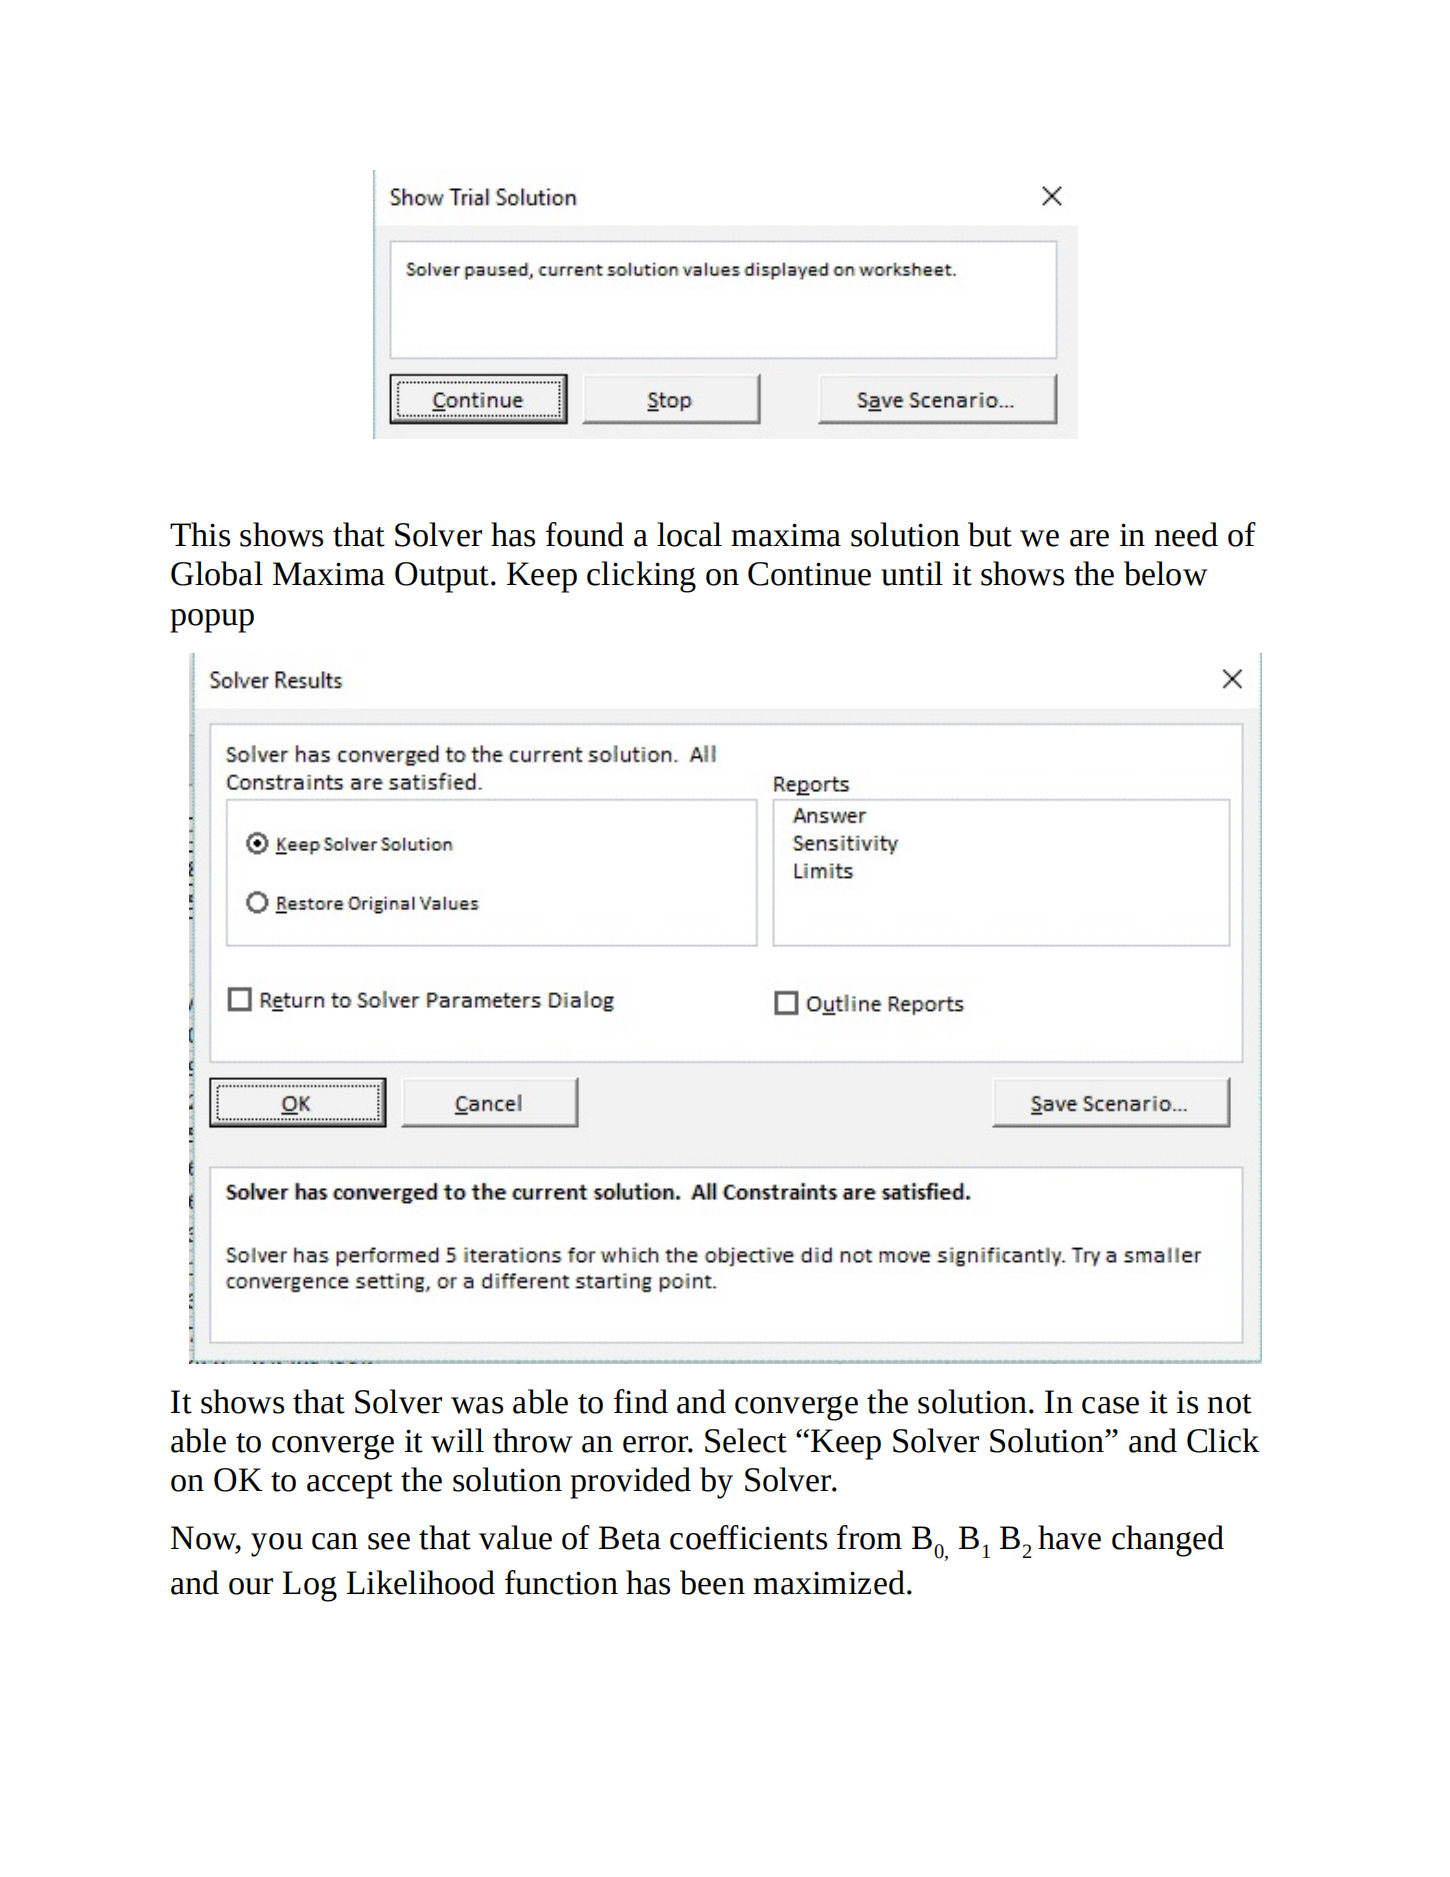 Show Trial Solution
Solver paused, current solution values displayed on worksheet.
Continue
Stop
Save Scenario...
This shows that Solver has found a local maxima solution but we are in need of
Global Maxima Output. Keep clicking on Continue until it shows the below
popup
Solver Results
Solver has converged to the current solution. All
Constraints are satisfied.
Reports
Answer
Sensitivity
Limits
Keep Solver Solution
Restore Original Values
Return to Solver Parameters Dialog
Outline Reports
OK
Cancel
Save Scenario...
Solver has converged to the current solution. All Constraints are satisfied.
Solver has performed 5 iterations for which the objective did not move significantly. Try a smaller
convergence setting, or a different starting point.
It shows that Solver was able to find and converge the solution. In case it is not
able to converge it will throw an error. Select “Keep Solver Solution” and Click
on OK to accept the solution provided by Solver.
Now, you can see that value of Beta coefficients from B0, B1 B2 have changed
and our Log Likelihood function has been maximized.